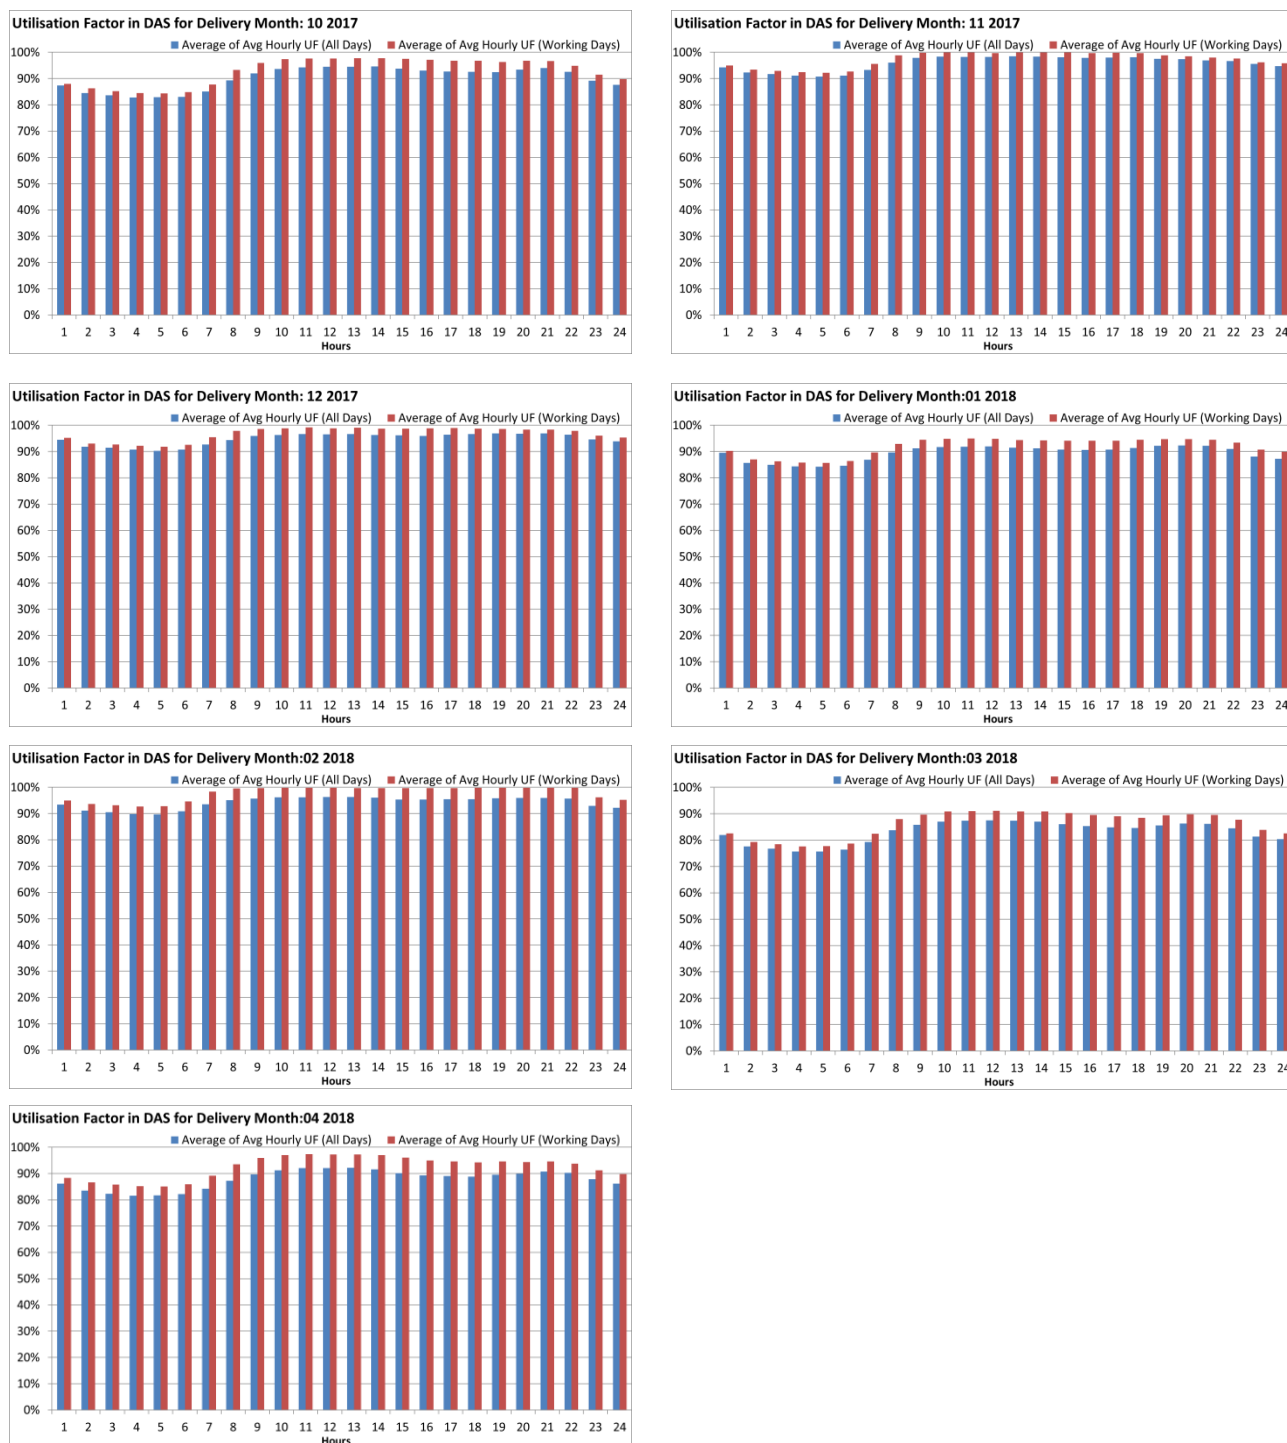 Utilisation Factor in DAS for Delivery Month: 10 2017
Average of Avg Hourly UF (All Days) Average of Avg Hourly UF (Working Days)
100%
90%
80%
70%
60%
50%
40%
30%
20%
10%
0%
1 2 3 4 5 6 7 8 9 10 11 12 13 14 15 16 17 18 19 20 21 22 23 24
Hours
Utilisation Factor in DAS for Delivery Month: 11 2017
Average of Avg Hourly UF (All Days) Average of Avg Hourly UF (Working Days)
100%
90%
80%
70%
60%
50%
40%
30%
20%
10%
0%
1 2 3 4 5 6 7 8 9 10 11 12 13 14 15 16 17 18 19 20 21 22 23 24
Hours
Utilisation Factor in DAS for Delivery Month: 12 2017
Average of Avg Hourly UF (All Days) Average of Avg Hourly UF (Working Days)
100%
90%
80%
70%
60%
50%
40%
30%
20%
10%
0%
1 2 3 4 5 6 7 8 9 10 11 12 13 14 15 16 17 18 19 20 21 22 23 24
Hours
Utilisation Factor in DAS for Delivery Month:01 2018
Average of Avg Hourly UF (All Days) Average of Avg Hourly UF (Working Days)
100%
90%
80%
70%
60%
50%
40%
30%
20%
10%
0%
1 2 3 4 5 6 7 8 9 10 11 12 13 14 15 16 17 18 19 20 21 22 23 24
Hours
Utilisation Factor in DAS for Delivery Month:02 2018
Average of Avg Hourly UF (All Days) Average of Avg Hourly UF (Working Days)
100%
90%
80%
70%
60%
50%
40%
30%
20%
10%
0%
1 2 3 4 5 6 7 8 9 10 11 12 13 14 15 16 17 18 19 20 21 22 23 24
Hours
Utilisation Factor in DAS for Delivery Month:03 2018
Average of Avg Hourly UF (All Days) Average of Avg Hourly UF (Working Days)
100%
90%
80%
70%
60%
50%
40%
30%
20%
10%
0%
1 2 3 4 5 6 7 8 9 10 11 12 13 14 15 16 17 18 19 20 21 22 23 24
Hours
Utilisation Factor in DAS for Delivery Month:04 2018
Average of Avg Hourly UF (All Days) Average of Avg Hourly UF (Working Days)
100%
90%
80%
70%
60%
50%
40%
30%
20%
10%
0%
1 2 3 4 5 6 7 8 9 10 11 12 13 14 15 16 17 18 19 20 21 22 23 24
Hours